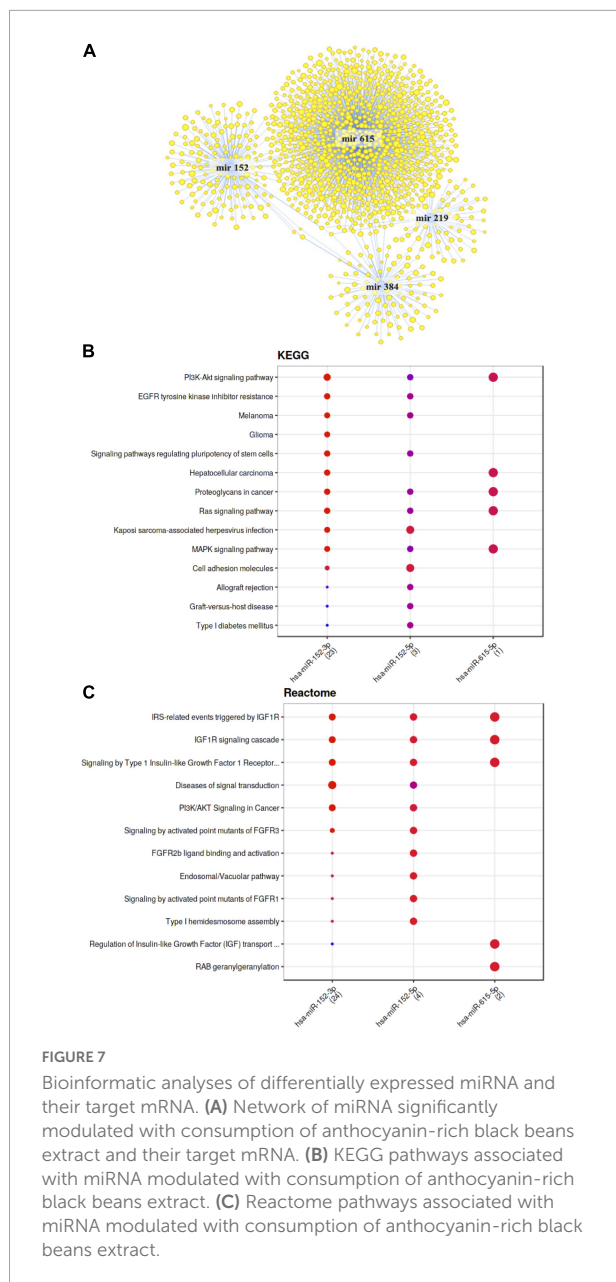 A
mir 615
mir 152
mir 219
mir 384
B
KEGG
PI3K-Akt signaling pathway
EGFR tyrosine kinase inhibitor resistance
Melanoma
Glioma
Signaling pathways regulating pluripotency of stem cells
Hepatocellular carcinoma
Proteoglycans in cancer
Ras signaling pathway
Kaposi sarcoma-associated herpesvirus infection
MAPK signaling pathway
Cell adhesion molecules
Allograft rejection
Graft-versus-host disease
Type I diabetes mellitus
hsa-miR-152-3p
(23)
hsa-miR-152-5p
(3)
hsa-miR-615-5p
(1)
C
Reactome
IRS-related events triggered by IGF1R
IGF1R signaling cascade
Signaling by Type 1 Insulin-like Growth Factor 1 Receptor...
Diseases of signal transduction
PI3K/AKT Signaling in Cancer
Signaling by activated point mutants of FGFR3
FGFR2b ligand binding and activation
Endosomal/Vacuolar pathway
Signaling by activated point mutants of FGFR1
Type I hemidesmosome assembly
Regulation of Insulin-like Growth Factor (IGF) transport ...
RAB geranylgeranylation
hsa-miR-152-3p
(24)
hsa-miR-152-5p
(4)
hsa-miR-615-5p
(2)
FIGURE 7
Bioinformatic analyses of differentially expressed miRNA and
their target mRNA. (A) Network of miRNA significantly
modulated with consumption of anthocyanin-rich black beans
extract and their target mRNA. (B) KEGG pathways associated
with miRNA modulated with consumption of anthocyanin-rich
black beans extract. (C) Reactome pathways associated with
miRNA modulated with consumption of anthocyanin-rich black
beans extract.